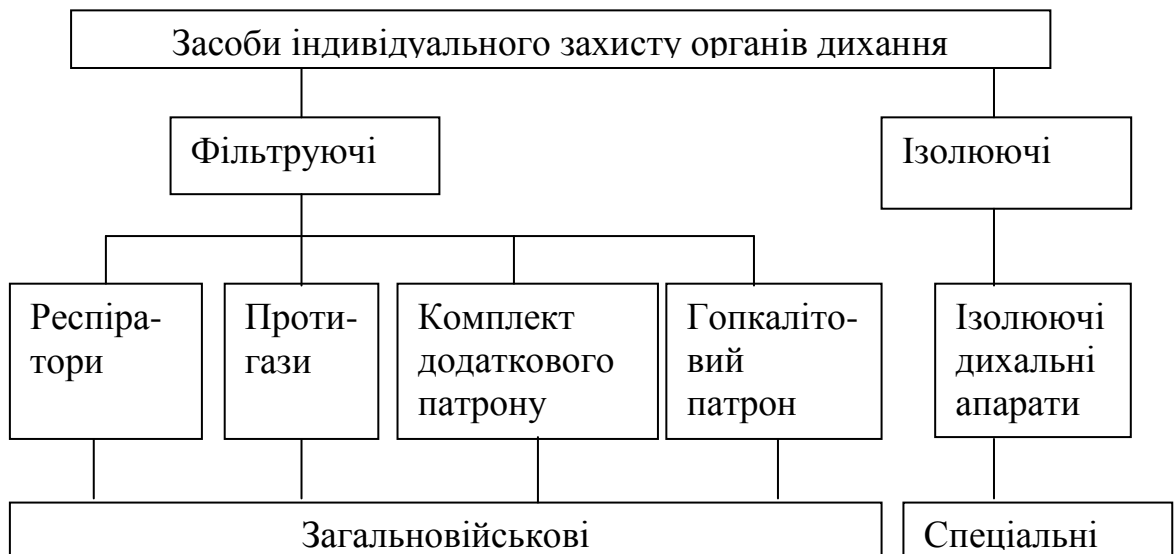 Засоби індивідуального захисту органів дихання
Фільтруючі
Ізолюючі
Респіра-
тори
Проти-
гази
Комплект
додаткового
патрону
Гопкаліто-
вий
патрон
Ізолюючі
дихальні
апарати
Загальновійськові
Спеціальні